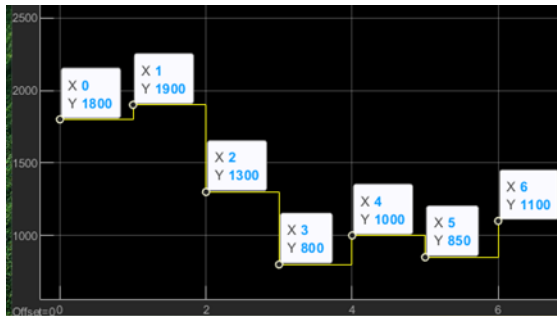 2500
X 1
Y 1900
X 0
Y 1800
1500
X 2
Y 1300
X 6
Y 1100
X 4
Y 1000
X 5
Y 850
X 3
Y 800
1000
Offset=0
0
2
4
6